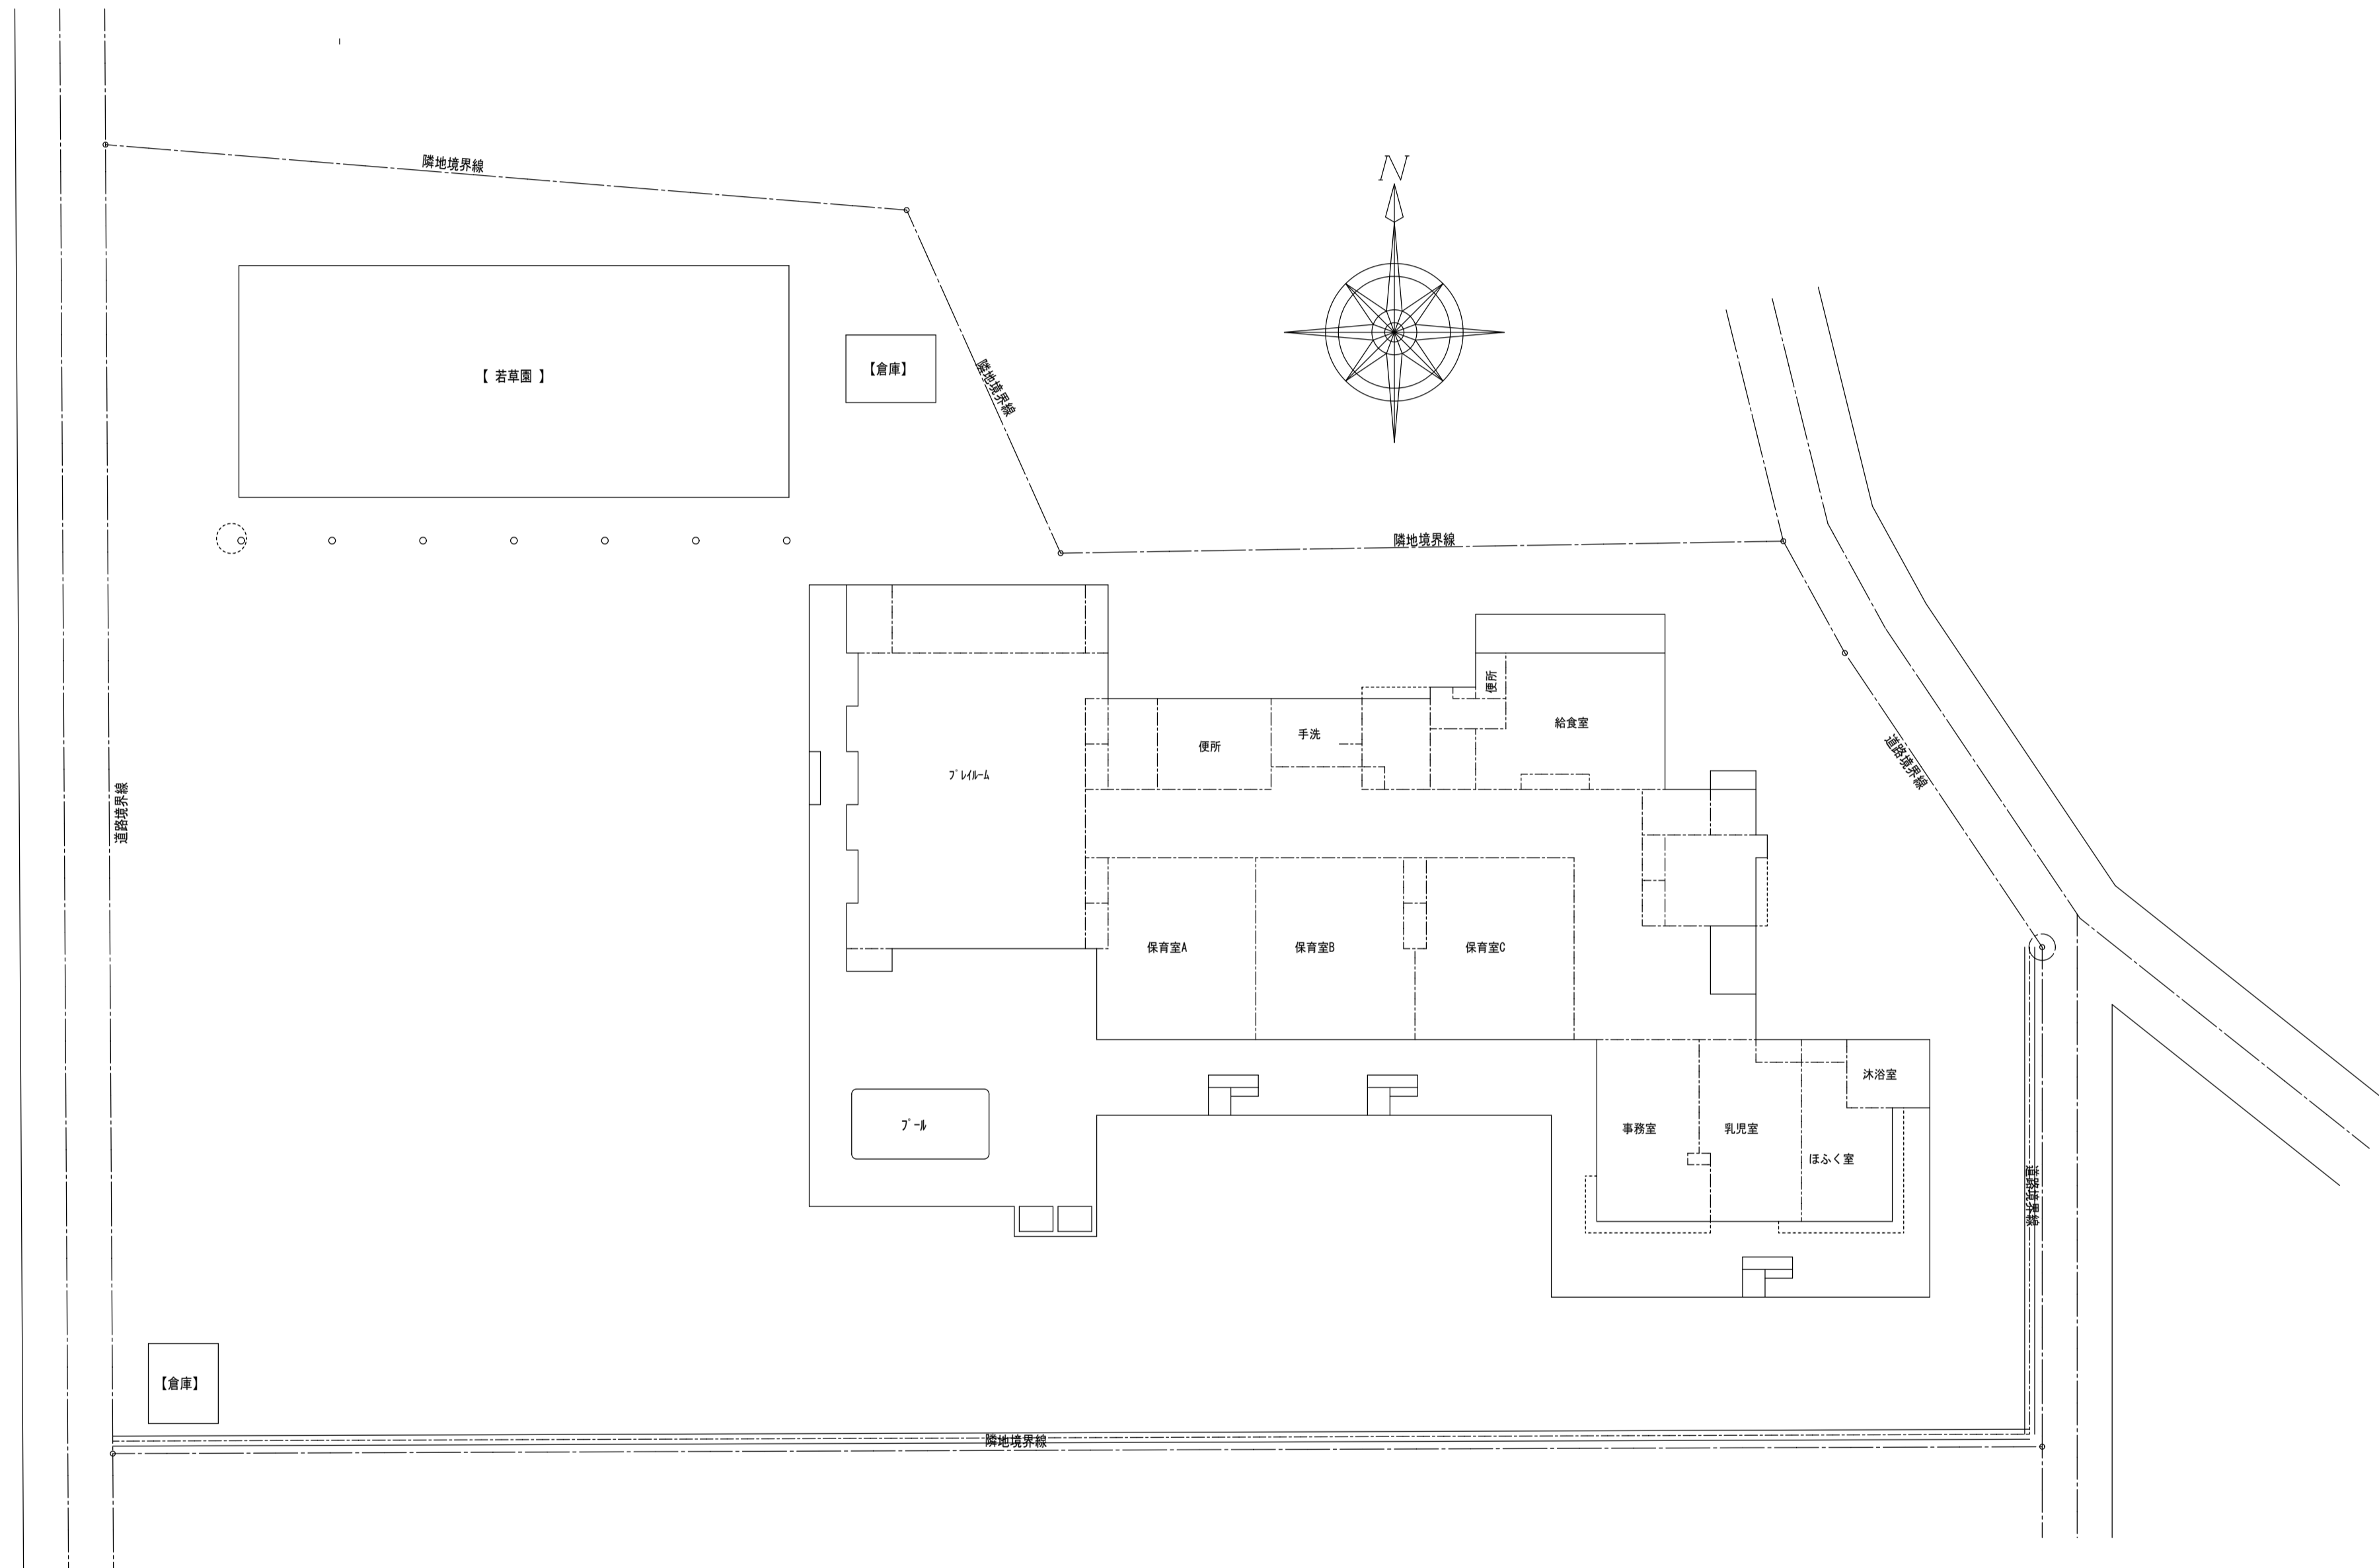 隣地境界線
N
【 若草園 】
【倉庫】
隣地境界線
隣地境界線
便所
給食室
手洗
便所
ﾌﾟﾚｲﾙｰﾑ
道路境界線
道路境界線
保育室A
保育室B
保育室C
沐浴室
ﾌﾟｰﾙ
事務室
乳児室
ほふく室
道路境界線
【倉庫】
隣地境界線